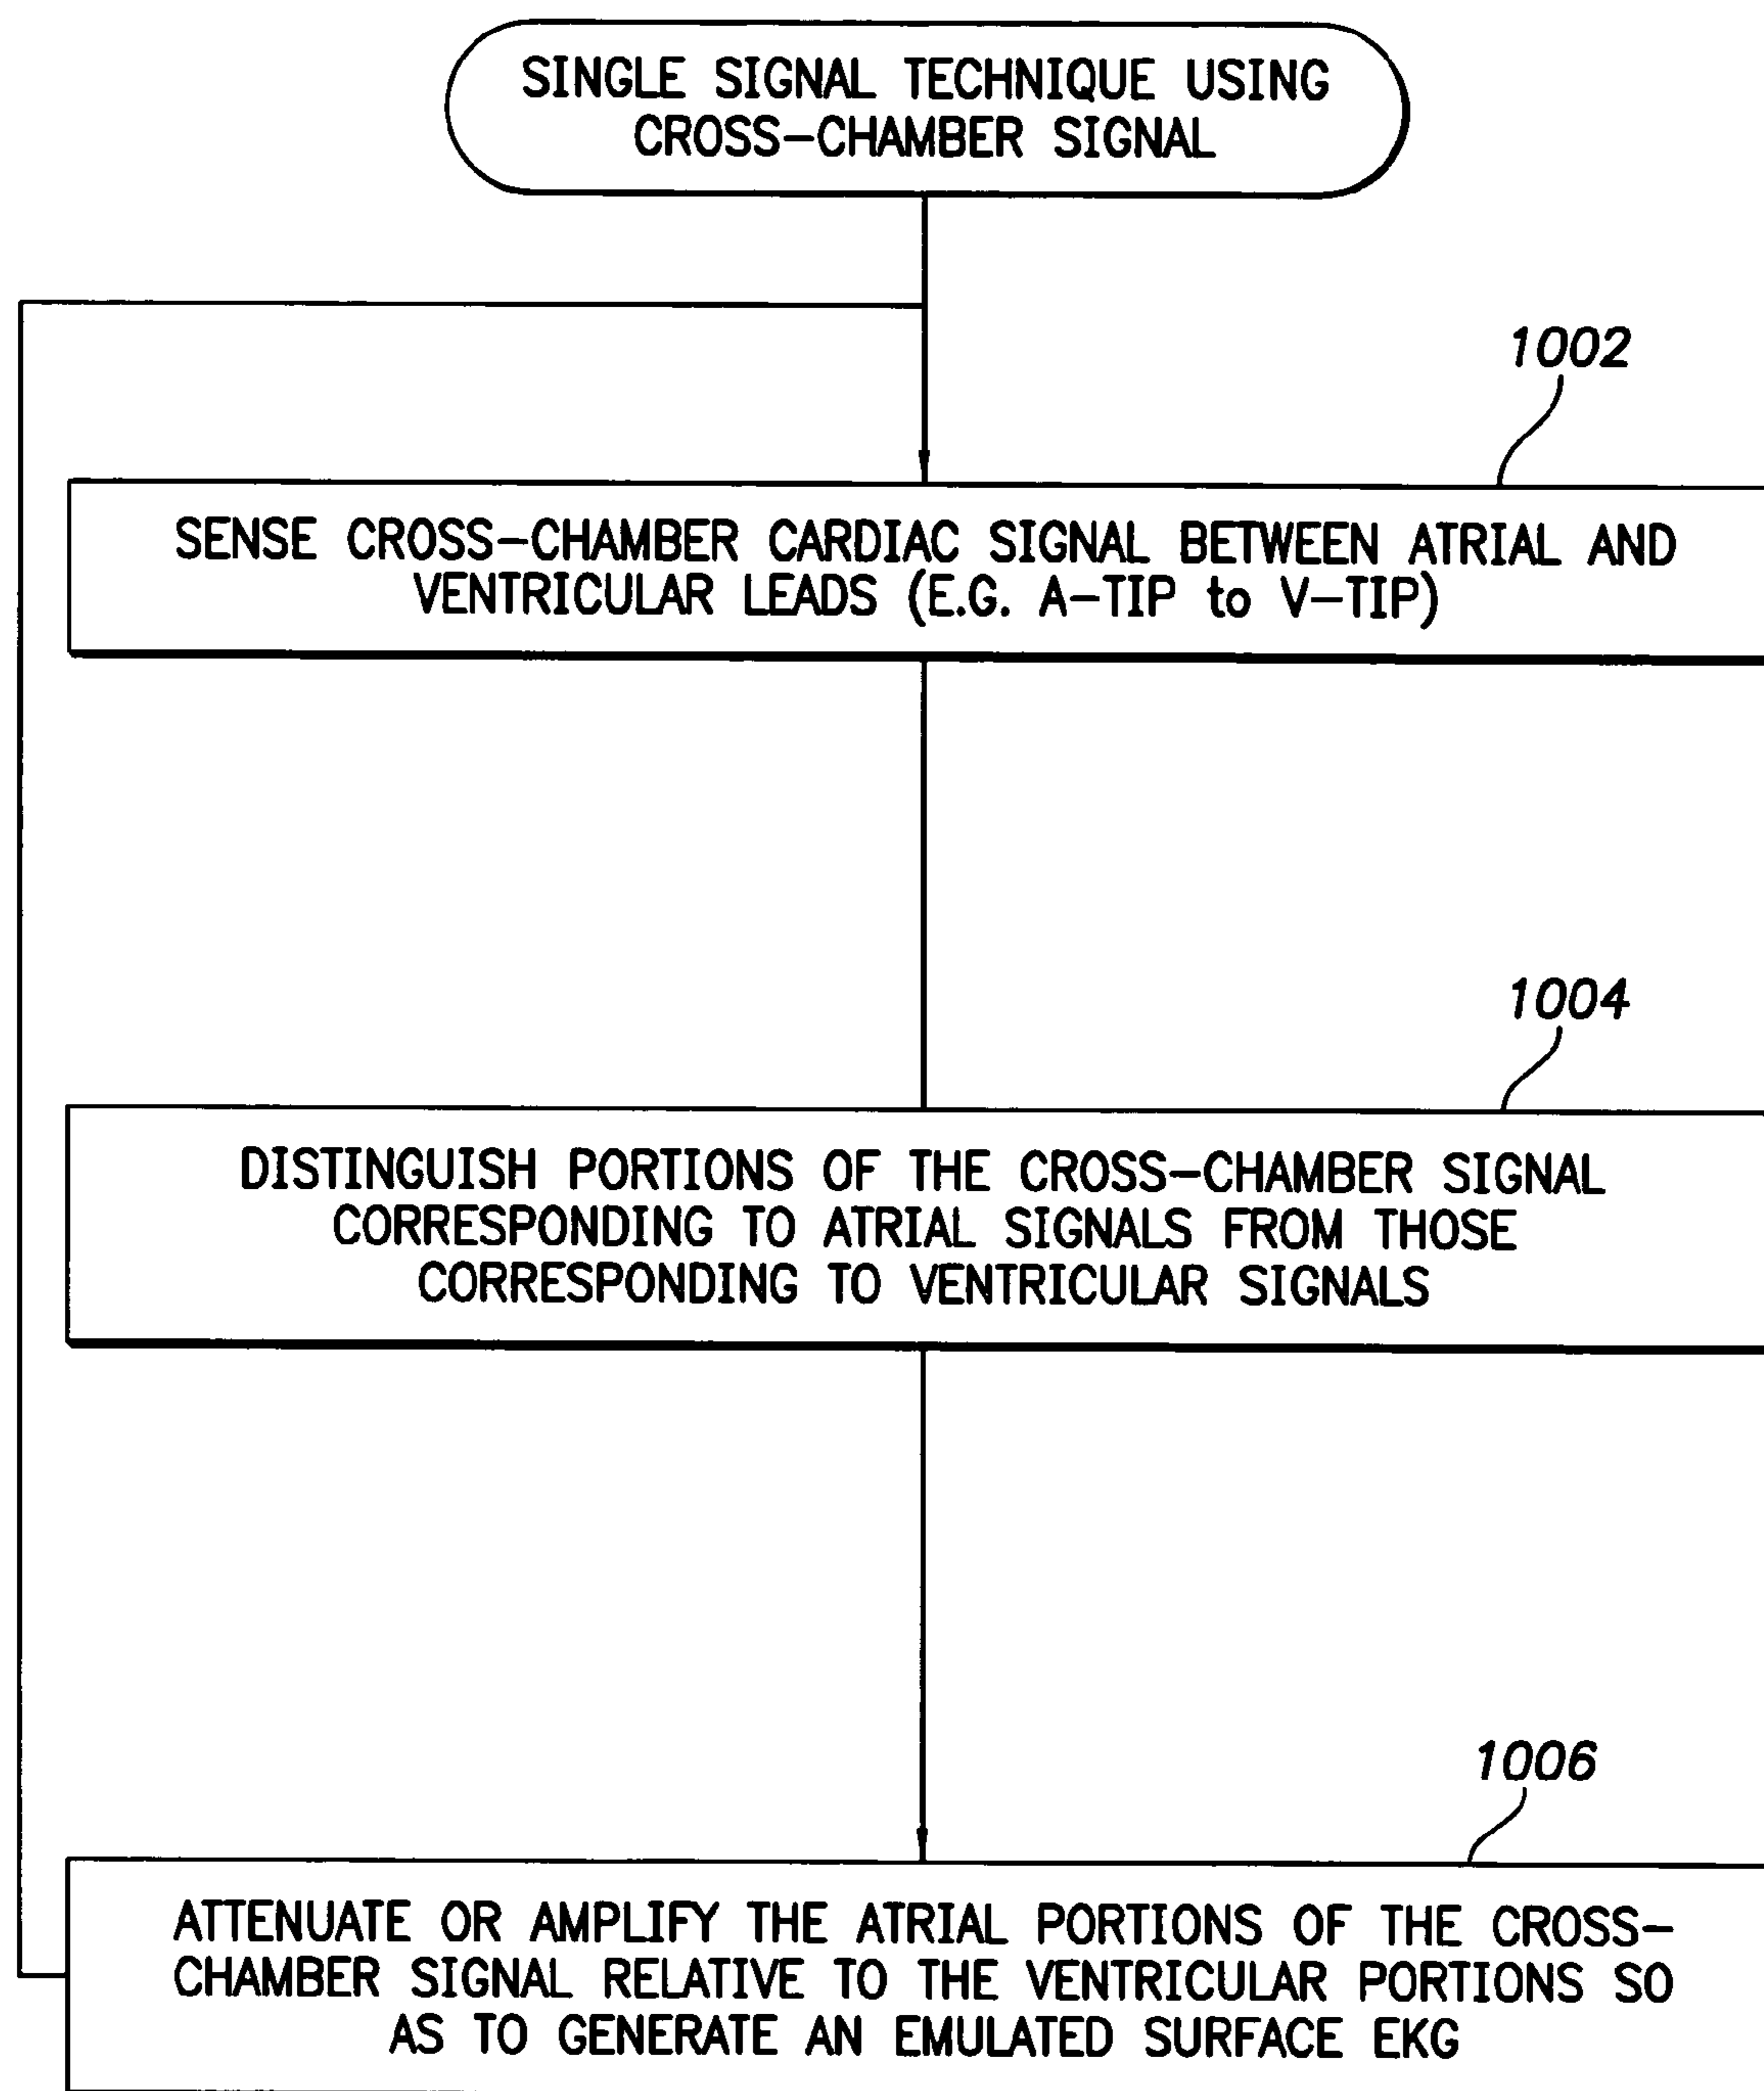 SINGLE SIGNAL TECHNIQUE USING
CROSS-CHAMBER SIGNAL
1002
SENSE CROSS-CHAMBER CARDIAC SIGNAL BETWEEN ATRIAL AND
VENTRICULAR LEADS (E.G. A-TIP to V-TIP)
1004
DISTINGUISH PORTIONS OF THE CROSS-CHAMBER SIGNAL
CORRESPONDING TO ATRIAL SIGNALS FROM THOSE
CORRESPONDING TO VENTRICULAR SIGNALS
1006
ATTENUATE OR AMPLIFY THE ATRIAL PORTIONS OF THE CROSS-
CHAMBER SIGNAL RELATIVE TO THE VENTRICULAR PORTIONS SO
AS TO GENERATE AN EMULATED SURFACE EKG